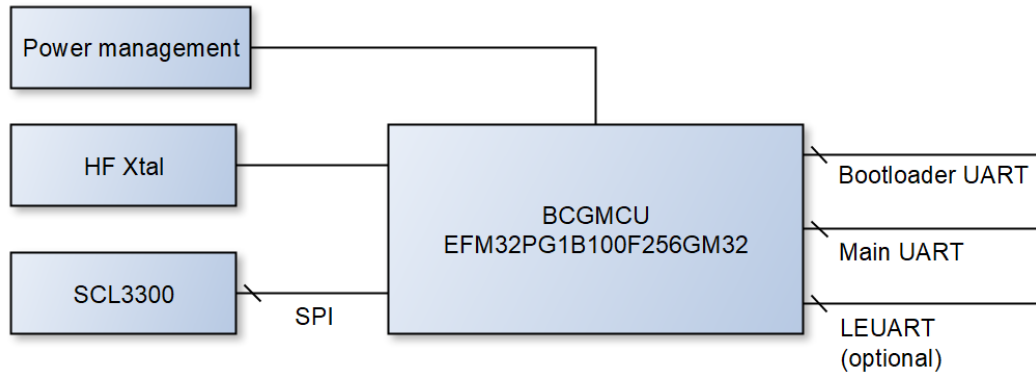 Power management
HF Xtal
SCL3300
SPI
BCGMCU
EFM32PG1B100F256GM32
Bootloader UART
Main UART
LEUART
(optional)